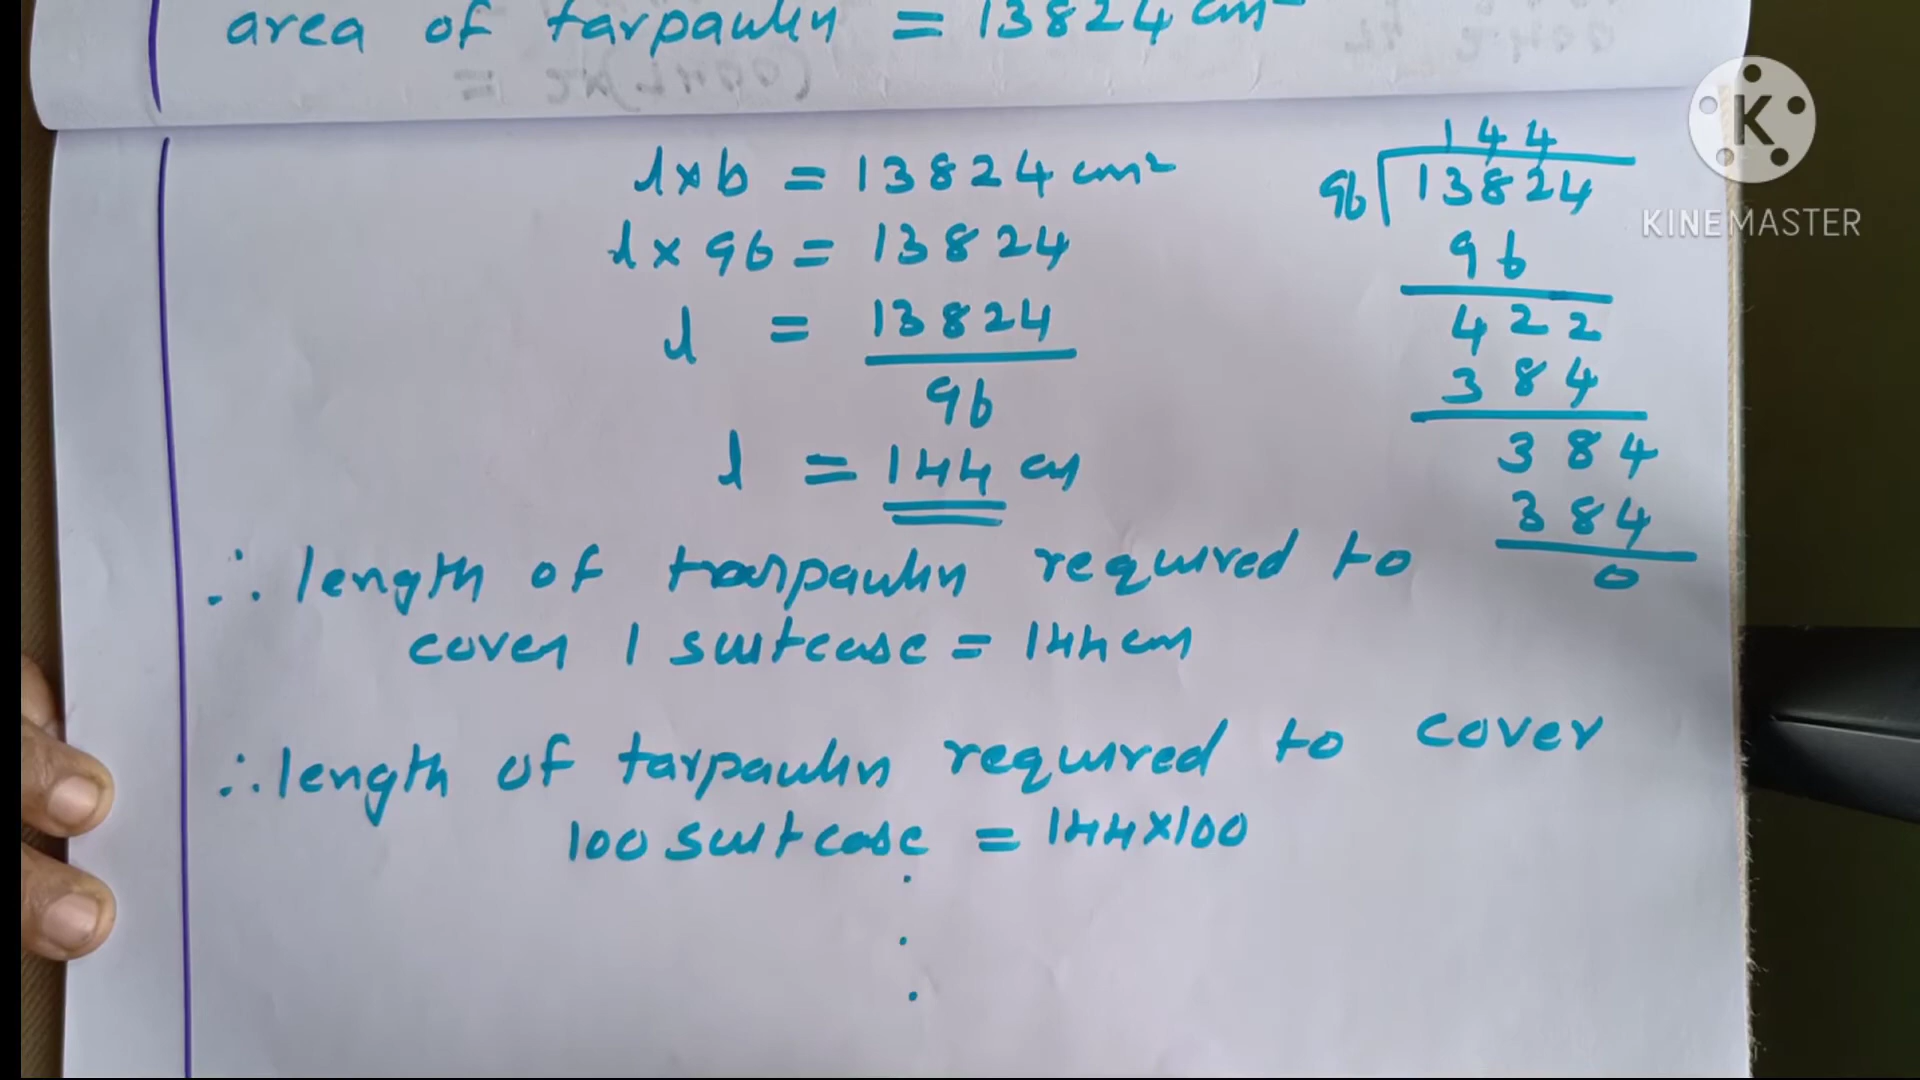 area of tarpaulin = 13824 cm²
l×b = 13824 cm²
l × 96 = 13824
l = 13824
96
l = 144 cm
144
96 13824
96
422
384
384
384
0
∴ length of tarpaulin required to
cover 1 suitcase = 144 cm
∴ length of tarpaulin required to cover
100 suitcase = 144×100
K
KINEMASTER